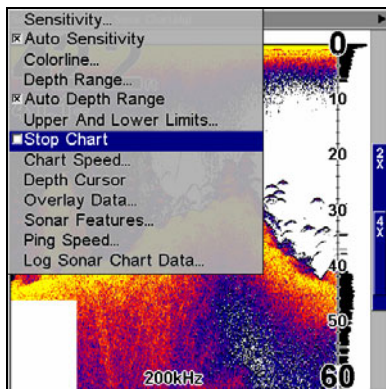 Sensitivity...
Auto Sensitivity
Colorline...
Depth Range...
Auto Depth Range
Upper And Lower Limits...
Stop Chart
Chart Speed...
Depth Cursor
Overlay Data...
Sonar Features...
Ping Speed...
Log Sonar Chart Data...
0
10
20
30
40
50
60
2X
4X
200kHz